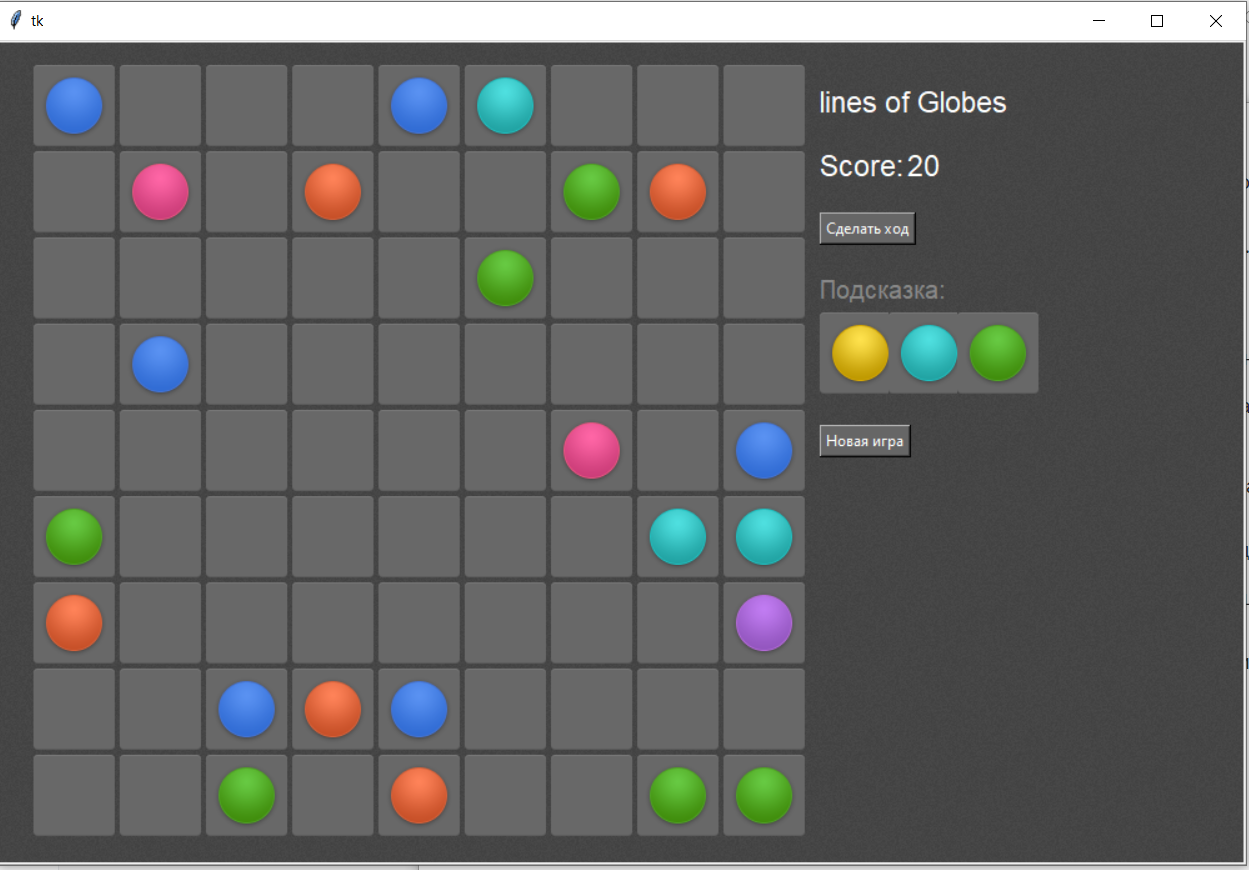 tk
lines of Globes
Score: 20
Сделать ход
Подсказка:
Новая игра